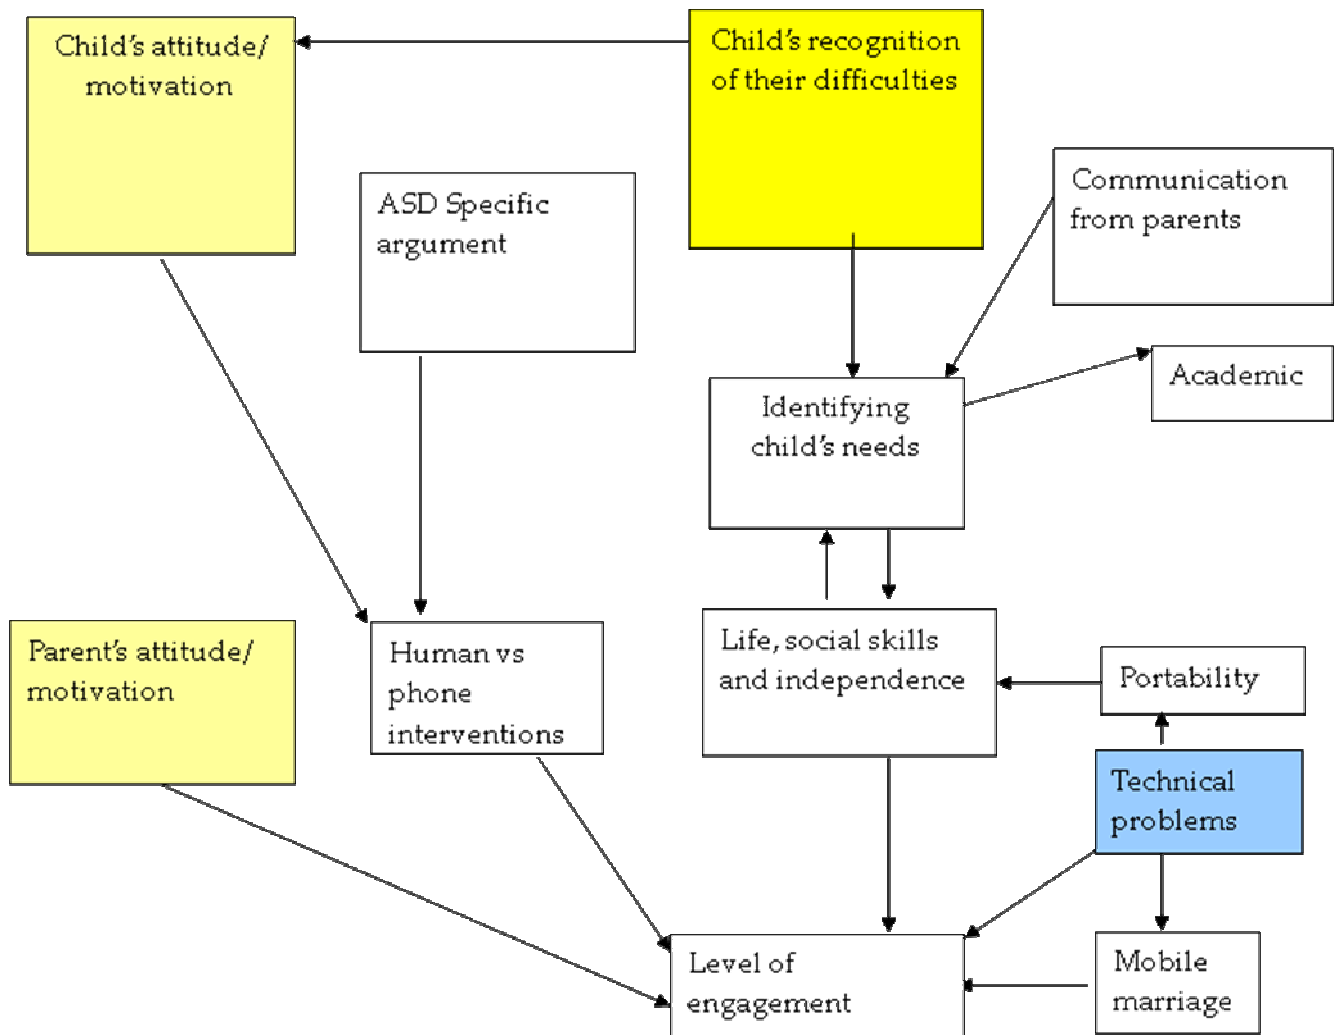 Child's attitude/
motivation
Child's recognition
of their difficulties
ASD Specific
argument
Communication
from parents
Academic
Identifying
child's needs
Parent's attitude/
motivation
Human vs
phone
interventions
Life, social skills
and independence
Portability
Technical
problems
Level of
engagement
Mobile
marriage